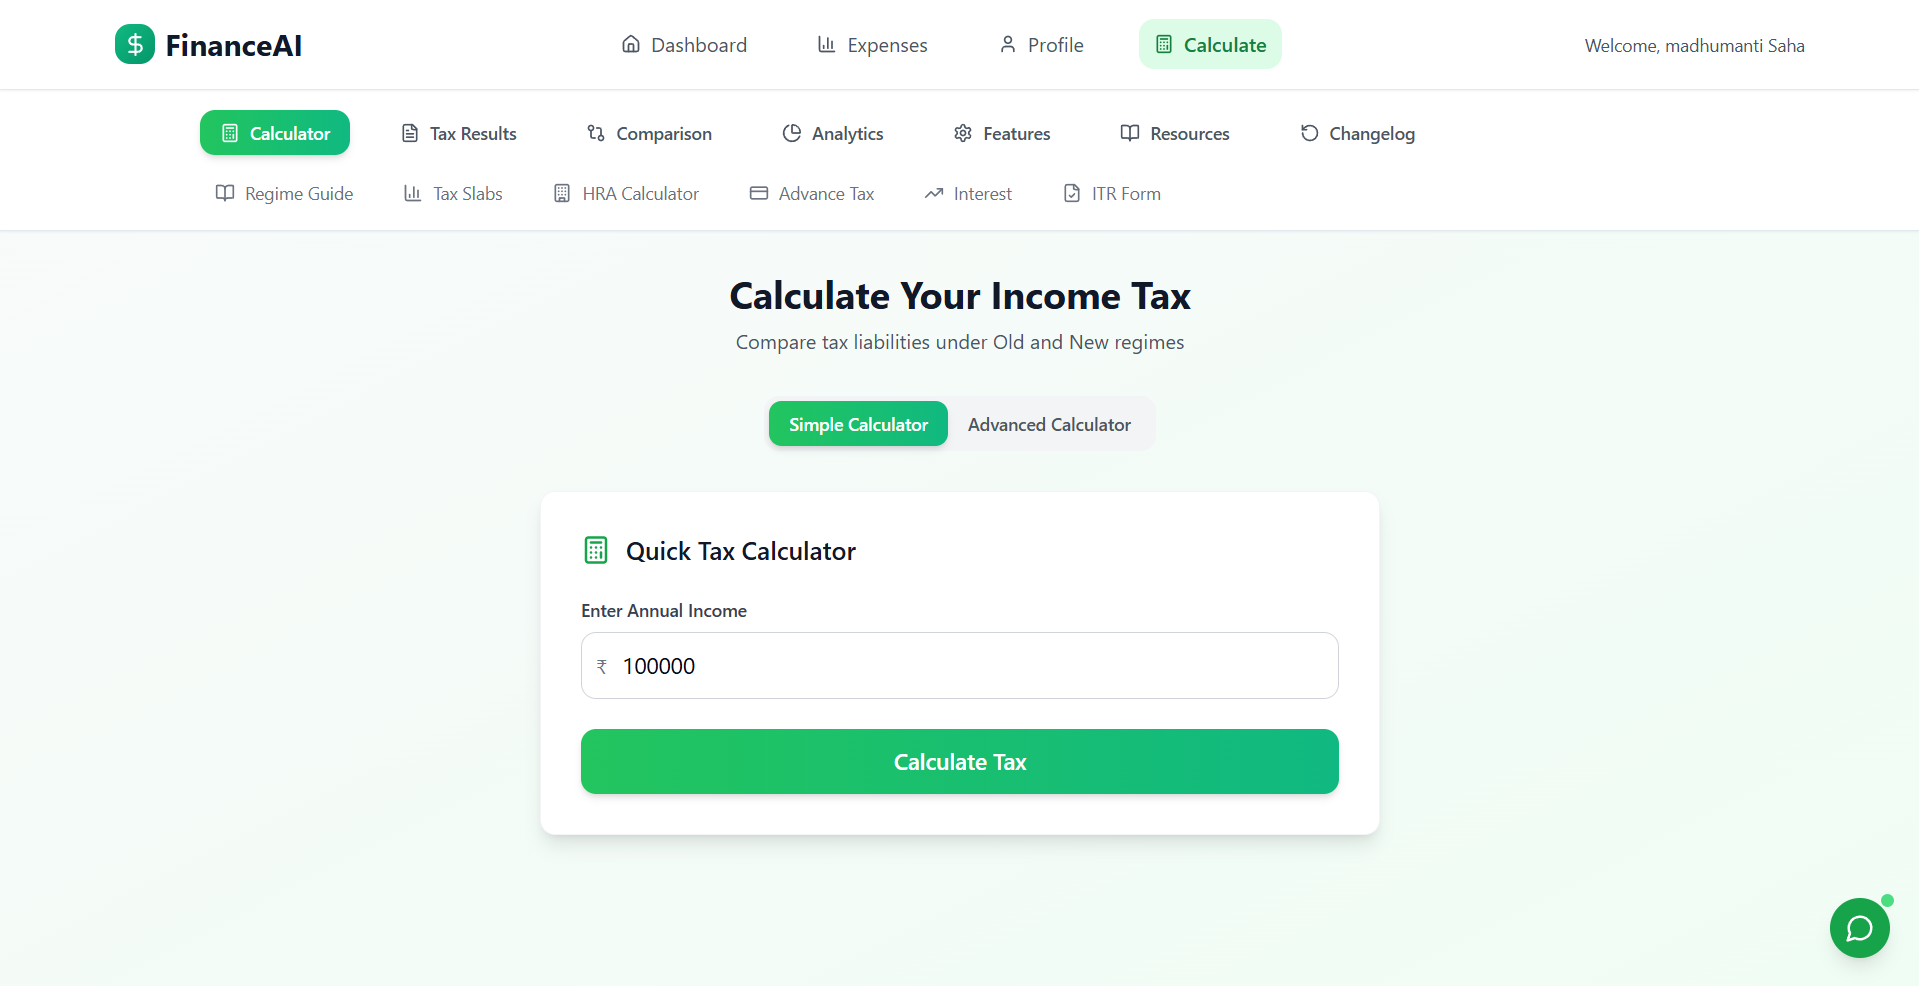 $ FinanceAI
Dashboard Expenses Profile Calculate
Welcome, madhumanti Saha
Calculator Tax Results Comparison Analytics Features Resources Changelog
Regime Guide Tax Slabs HRA Calculator Advance Tax Interest ITR Form
Calculate Your Income Tax
Compare tax liabilities under Old and New regimes
Simple Calculator Advanced Calculator
Quick Tax Calculator
Enter Annual Income
₹ 100000
Calculate Tax